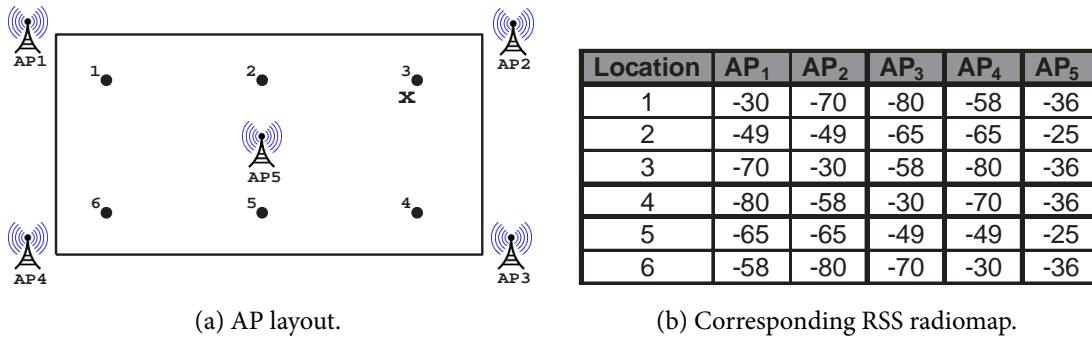 AP1
AP2
1 2 3
x
AP5
6 5 4
AP4
AP3
(a) AP layout.
Location AP1 AP2 AP3 AP4 AP5
1 -30 -70 -80 -58 -36
2 -49 -49 -65 -65 -25
3 -70 -30 -58 -80 -36
4 -80 -58 -30 -70 -36
5 -65 -65 -49 -49 -25
6 -58 -80 -70 -30 -36
(b) Corresponding RSS radiomap.